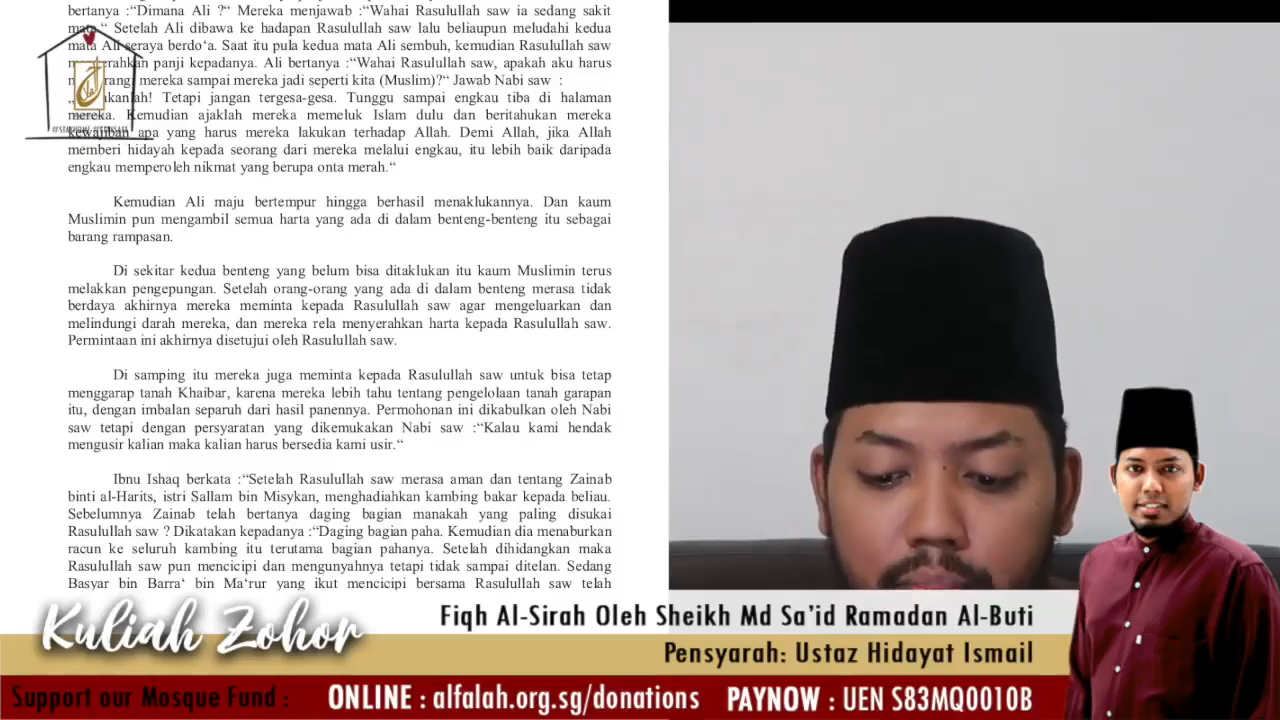 bertanya :“Dimana Ali ?“ Mereka menjawab :“Wahai Rasulullah saw ia sedang sakit
mata.“ Setelah Ali dibawa ke hadapan Rasulullah saw lalu beliaupun meludahi kedua
mata Ali seraya berdo‘a. Saat itu pula kedua mata Ali sembuh, kemudian Rasulullah saw
kepadanya. Ali bertanya :“Wahai Rasulullah saw, apakah aku harus
mereka sampai mereka jadi seperti kita (Muslim)?“ Jawab Nabi saw :
Tetapi jangan tergesa-gesa. Tunggu sampai engkau tiba di halaman
mereka. Kemudian ajaklah mereka memeluk Islam dulu dan beritahukan mereka
kewajiban apa yang harus mereka lakukan terhadap Allah. Demi Allah, jika Allah
memberi hidayah kepada seorang dari mereka melalui engkau, itu lebih baik daripada
engkau memperoleh nikmat yang berupa onta merah.“
Kemudian Ali maju bertempur hingga berhasil menaklukannya. Dan kaum
Muslimin pun mengambil semua harta yang ada di dalam benteng-benteng itu sebagai
barang rampasan.
Di sekitar kedua benteng yang belum bisa ditaklukan itu kaum Muslimin terus
melakkan pengepungan. Setelah orang-orang yang ada di dalam benteng merasa tidak
berdaya akhirnya mereka meminta kepada Rasulullah saw agar mengeluarkan dan
melindungi darah mereka, dan mereka rela menyerahkan harta kepada Rasulullah saw.
Permintaan ini akhirnya disetujui oleh Rasulullah saw.
Di samping itu mereka juga meminta kepada Rasulullah saw untuk bisa tetap
menggarap tanah Khaibar, karena mereka lebih tahu tentang pengelolaan tanah garapan
itu, dengan imbalan separuh dari hasil panennya. Permohonan ini dikabulkan oleh Nabi
saw tetapi dengan persyaratan yang dikemukakan Nabi saw :“Kalau kami hendak
mengusir kalian maka kalian harus bersedia kami usir.“
Ibnu Ishaq berkata :“Setelah Rasulullah saw merasa aman dan tentang Zainab
binti al-Harits, istri Sallam bin Misykan, menghadiahkan kambing bakar kepada beliau.
Sebelumnya Zainab telah bertanya daging bagian manakah yang paling disukai
Rasulullah saw ? Dikatakan kepadanya :“Daging bagian paha. Kemudian dia menaburkan
racun ke seluruh kambing itu terutama bagian pahanya. Setelah dihidangkan maka
Rasulullah saw pun mencicipi dan mengunyahnya tetapi tidak sampai ditelan. Sedang
Basyar bin Barra‘ bin Ma‘rur yang ikut mencicipi bersama Rasulullah saw telah
Kuliah Zohor
Fiqh Al-Sirah Oleh Sheikh Md Sa’id Ramadan Al-Buti
Pensyarah: Ustaz Hidayat Ismail
Support our Mosque Fund : ONLINE : alfalah.org.sg/donations PAYNOW : UEN S83MQ0010B